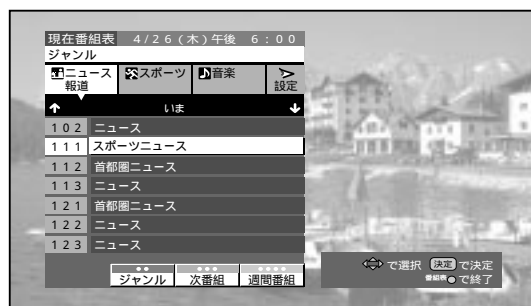 現在番組表 4/26(木)午後 6:00
ジャンル
ニュース 報道 スポーツ 音楽 設定
いま
102 ニュース
111 スポーツニュース
112 首都圏ニュース
113 ニュース
121 首都圏ニュース
122 ニュース
123 ニュース
ジャンル 次番組 週間番組
で選択 決定 で決定
番組表 で終了